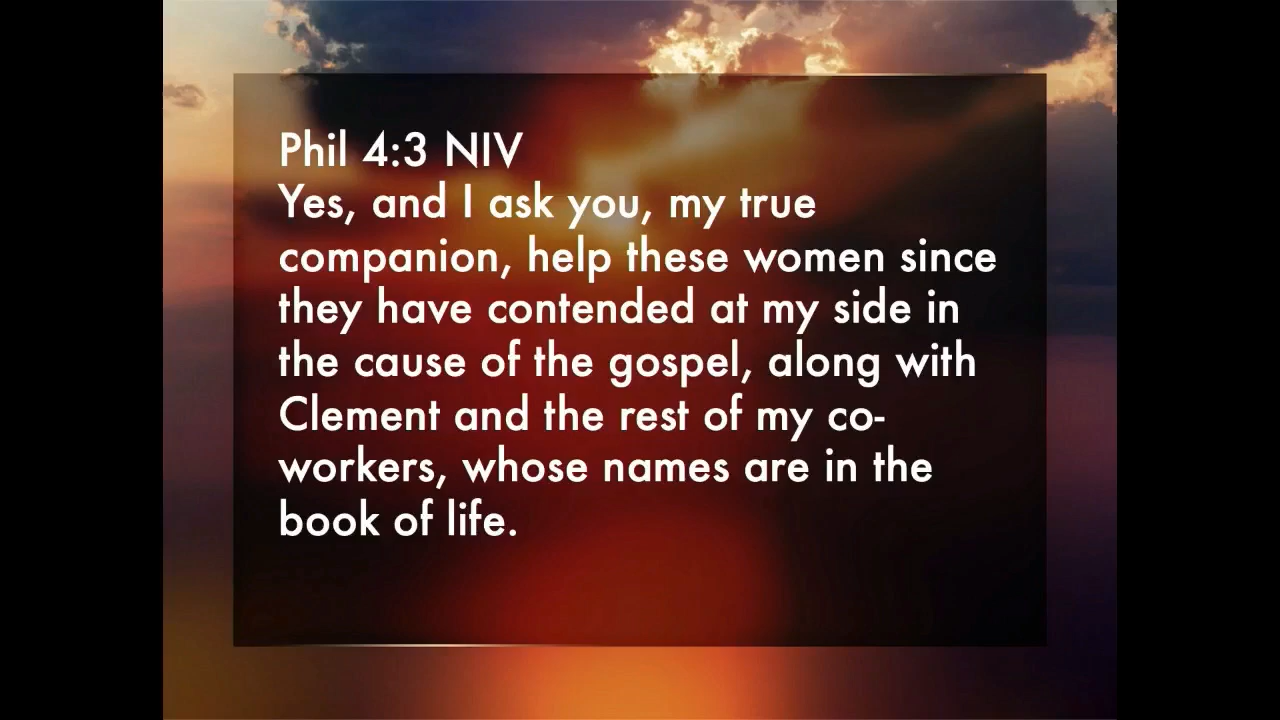 Phil 4:3 NIV
Yes, and I ask you, my true
companion, help these women since
they have contended at my side in
the cause of the gospel, along with
Clement and the rest of my co-
workers, whose names are in the
book of life.